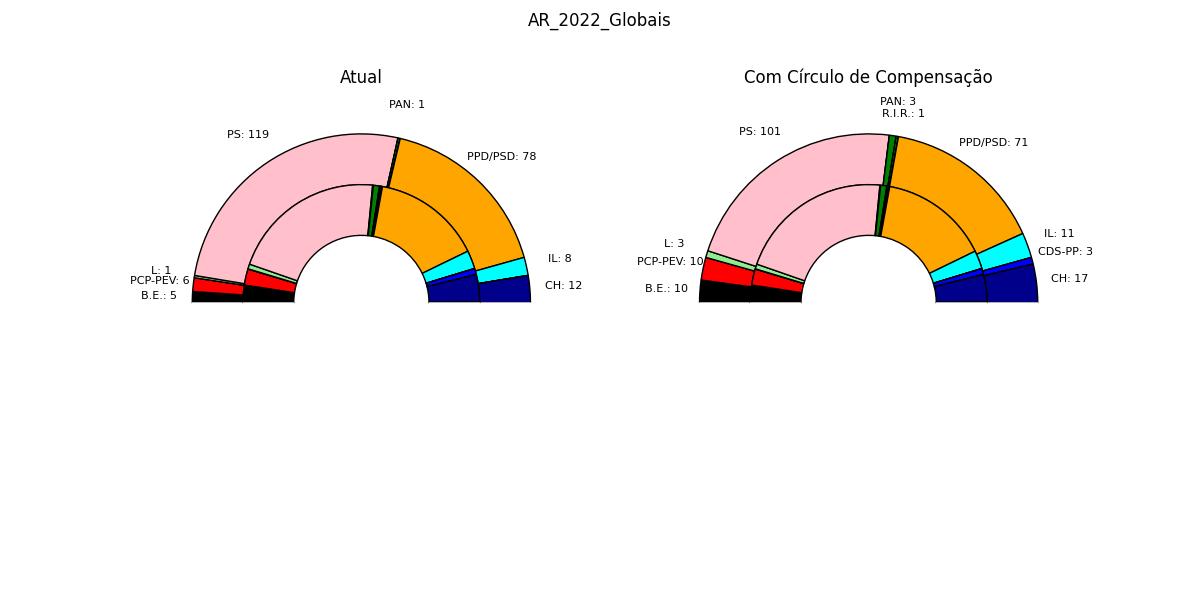 AR_2022_Globais
Atual
PAN: 1
PS: 119
PPD/PSD: 78
IL: 8
L: 1
PCP-PEV: 6
CH: 12
B.E.: 5
Com Círculo de Compensação
PAN: 3
R.I.R.: 1
PS: 101
PPD/PSD: 71
IL: 11
L: 3
CDS-PP: 3
PCP-PEV: 10
CH: 17
B.E.: 10